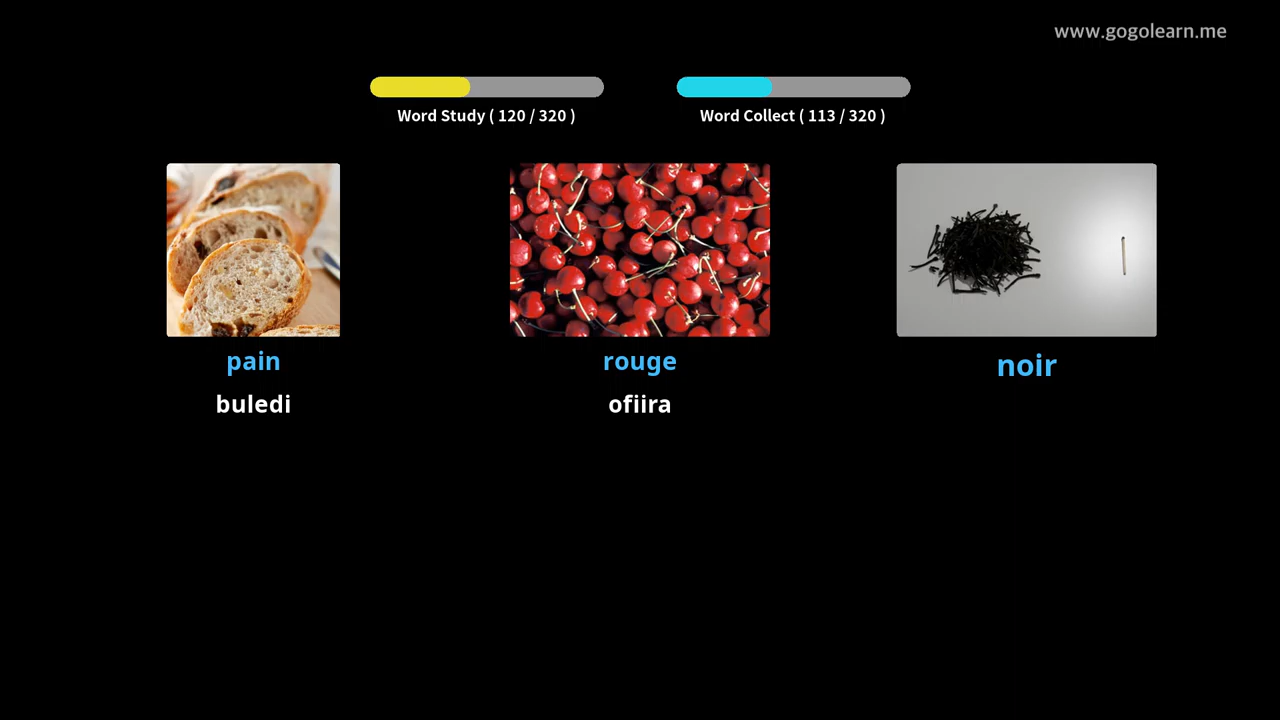 www.gogolearn.me
Word Study ( 120 / 320 )
Word Collect ( 113 / 320 )
pain
buledi
rouge
ofiira
noir